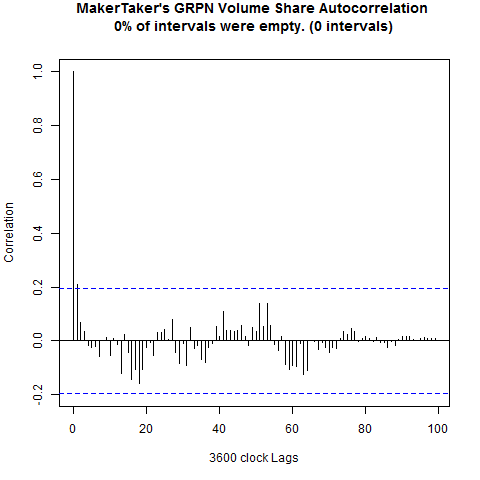 MakerTaker's GRPN Volume Share Autocorrelation
0% of intervals were empty. (0 intervals)
1.0
0.8
0.6
0.4
0.2
0.0
-0.2
Correlation
0 20 40 60 80 100
3600 clock Lags